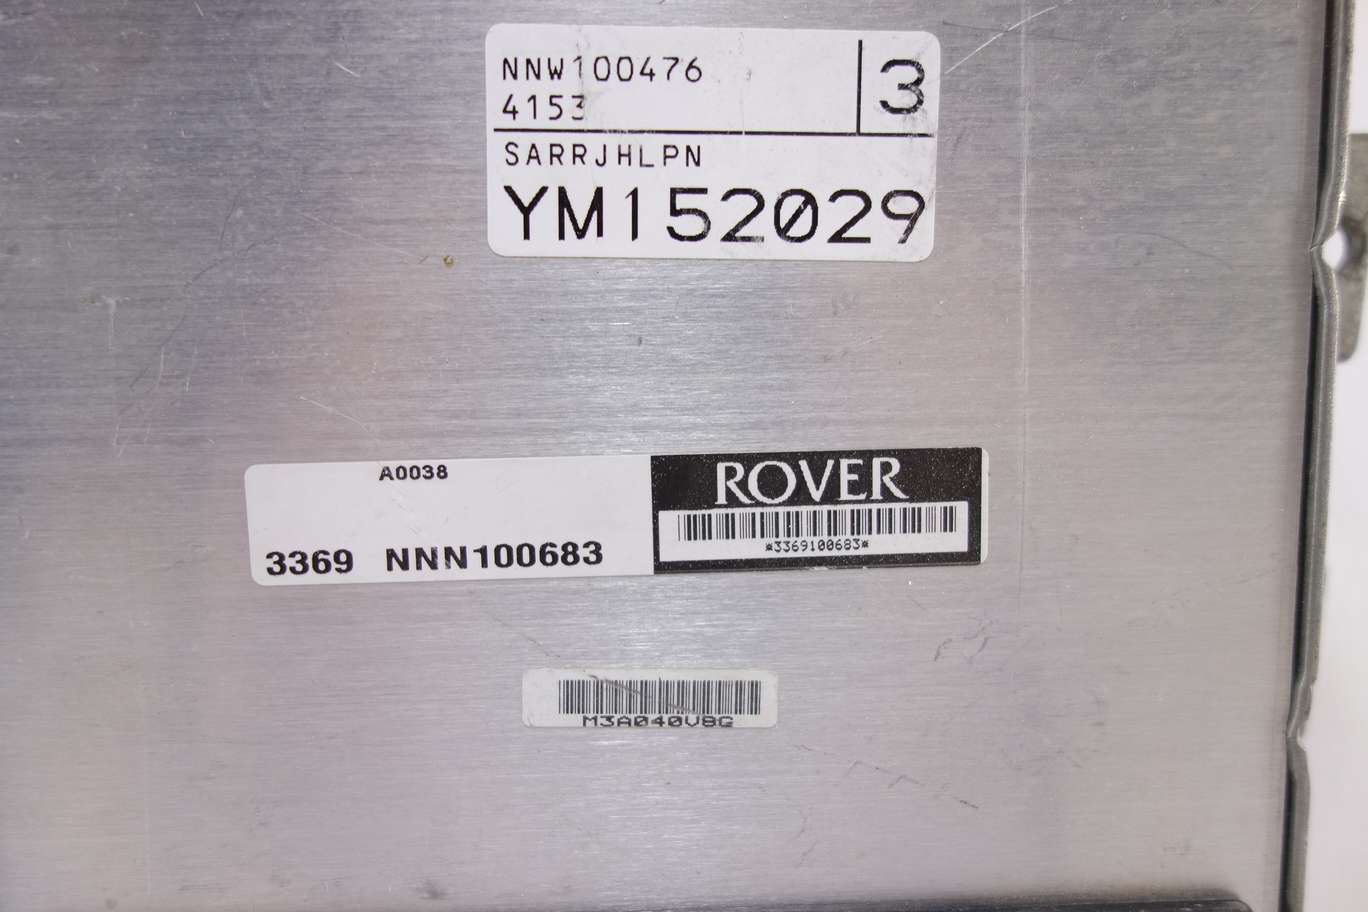 NNW100476
3
4153
SARRJHLPN
YM152029
A0038
ROVER
*3369100683*
3369 NNN100683
M3A040V8G